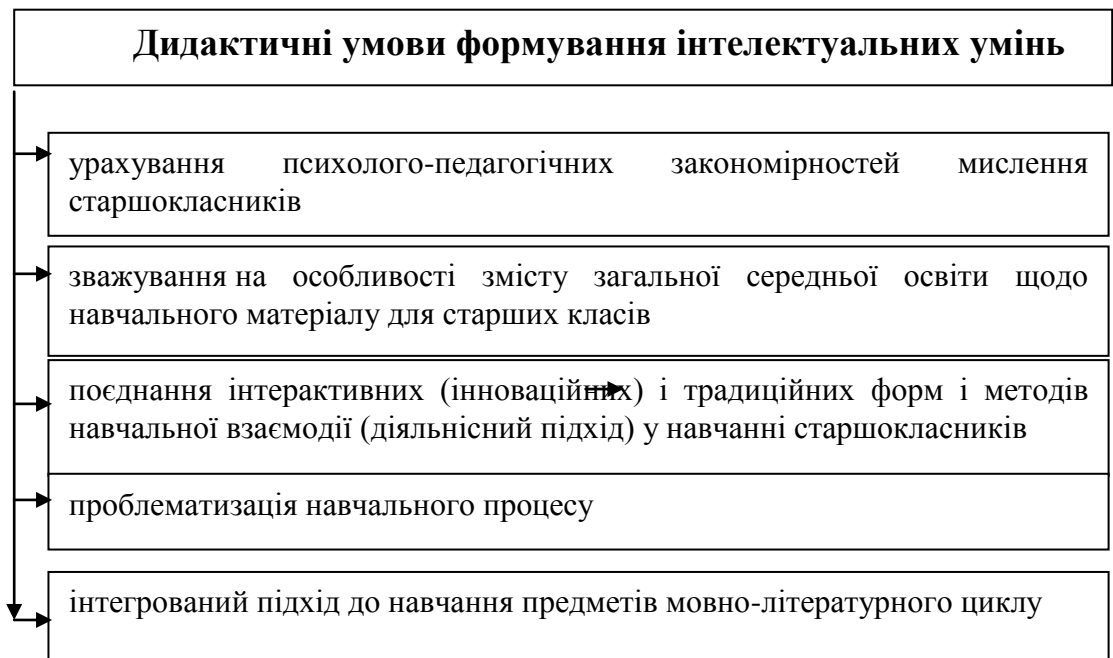 Дидактичні умови формування інтелектуальних умінь
урахування психолого-педагогічних закономірностей мислення
старшокласників
зважування на особливості змісту загальної середньої освіти щодо
навчального матеріалу для старших класів
поєднання інтерактивних (інноваційних) і традиційних форм і методів
навчальної взаємодії (діяльнісний підхід) у навчанні старшокласників
проблематизація навчального процесу
інтегрований підхід до навчання предметів мовно-літературного циклу